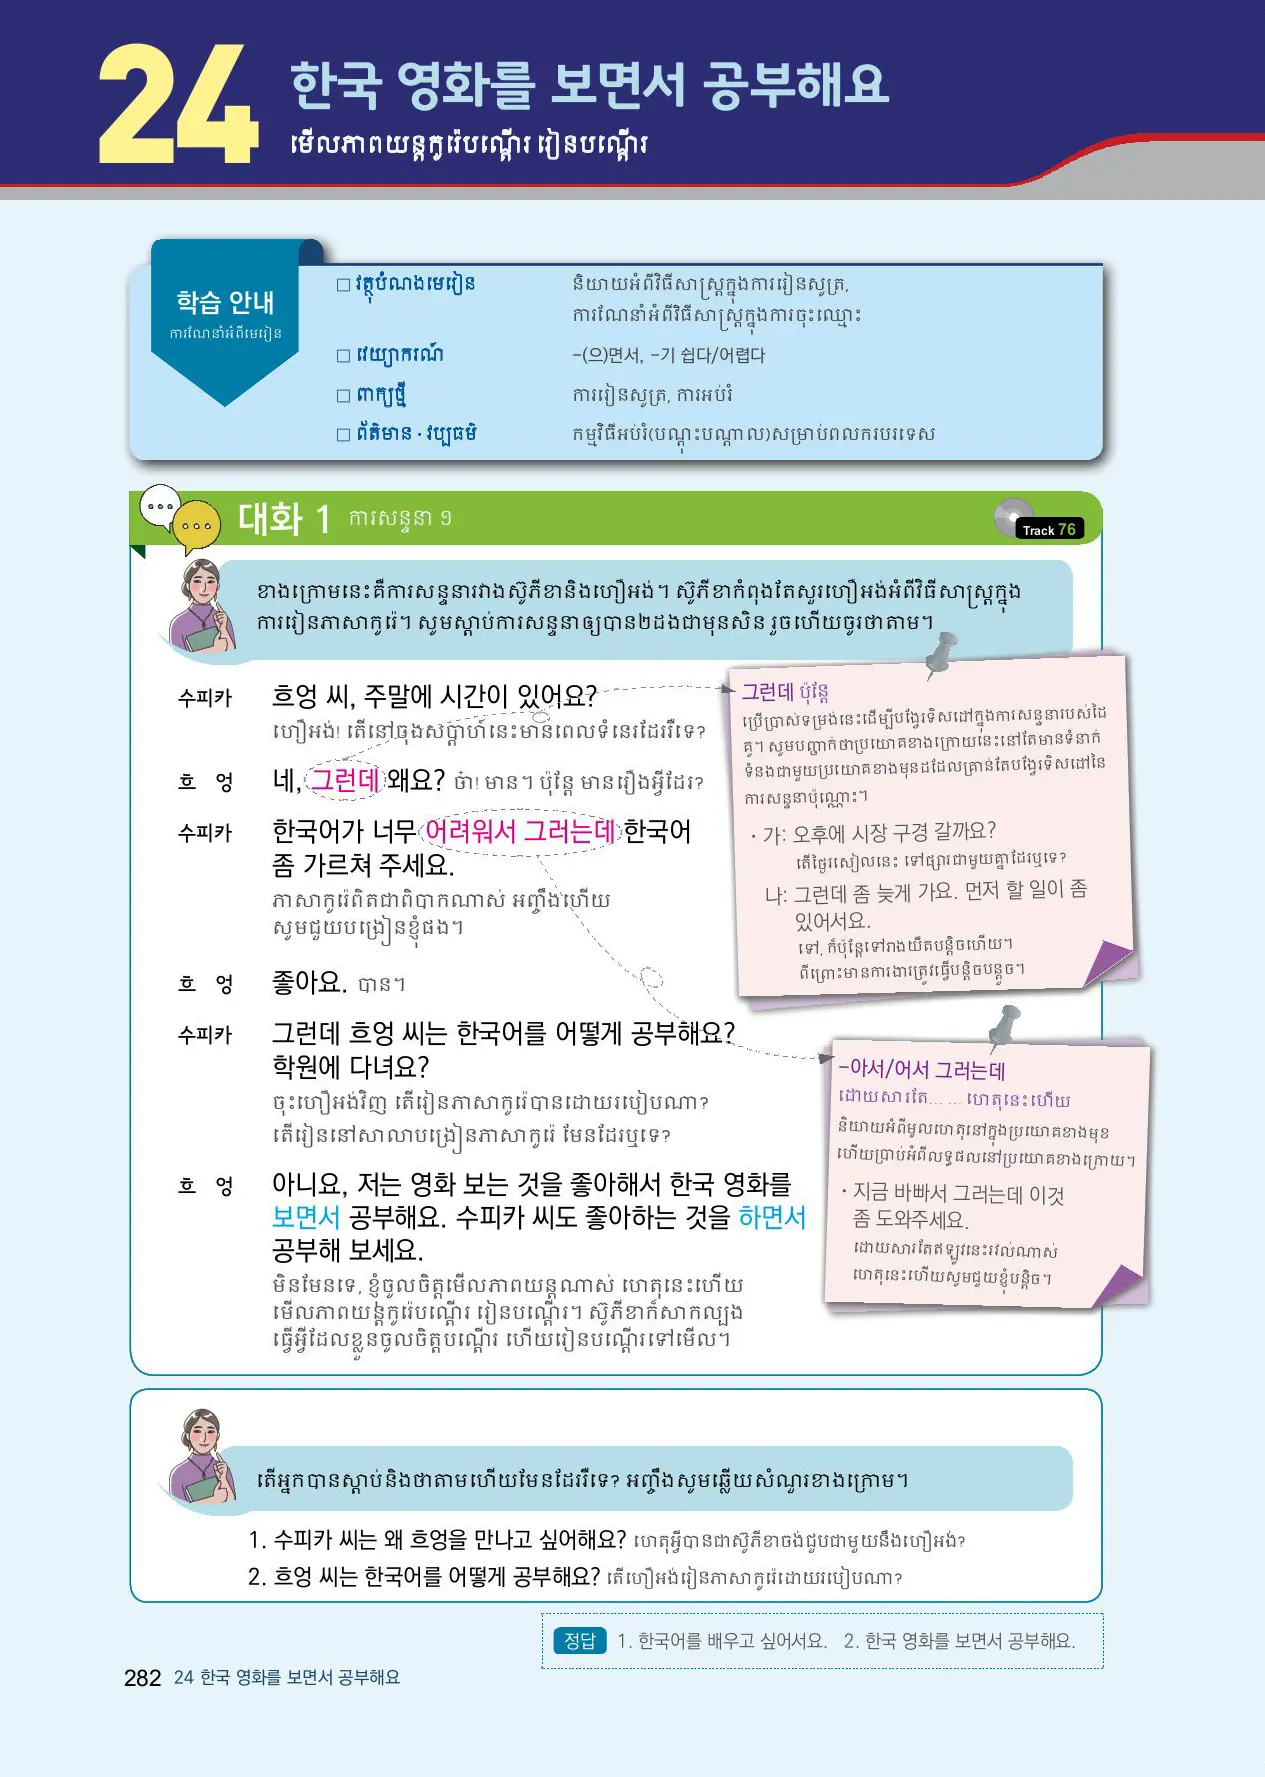 24
한국 영화를 보면서 공부해요
មើលភាពយន្តកូរ៉េបណ្តើរ រៀនបណ្តើរ
학습 안내
ការណែនាំអំពីមេរៀន
□ វត្ថុបំណងមេរៀន និយាយអំពីវិធីសាស្ត្រក្នុងការរៀនសូត្រ,
ការណែនាំអំពីវិធីសាស្ត្រក្នុងការចុះឈ្មោះ
□ វេយ្យាករណ៍ -(으)면서, -기 쉽다/어렵다
□ ពាក្យថ្មី ការរៀនសូត្រ, ការអប់រំ
□ ព័ត៌មាន · វប្បធម៌ កម្មវិធីអប់រំ(បណ្តុះបណ្តាល)សម្រាប់ពលករបរទេស
대화 1 ការសន្ទនា ១
Track 76
ខាងក្រោមនេះគឺការសន្ទនារវាងស៊ូភីខានិងហឿអង់។ ស៊ូភីខាកំពុងតែសួរហឿអង់អំពីវិធីសាស្ត្រក្នុង
ការរៀនភាសាកូរ៉េ។ សូមស្តាប់ការសន្ទនាឲ្យបាន២ដងជាមុនសិន រួចហើយចូរថាតាម។
수피카 흐엉 씨, 주말에 시간이 있어요?
ហឿអង់! តើនៅចុងសប្តាហ៍នេះមានពេលទំនេរដែររឺទេ?
흐 엉 네, 그런데 왜요? ច៎ា! មាន។ ប៉ុន្តែ មានរឿងអ្វីដែរ?
수피카 한국어가 너무 어려워서 그러는데 한국어
좀 가르쳐 주세요.
ភាសាកូរ៉េពិតជាពិបាកណាស់ អញ្ចឹងហើយ
សូមជួយបង្រៀនខ្ញុំផង។
흐 엉 좋아요. បាន។
수피카 그런데 흐엉 씨는 한국어를 어떻게 공부해요?
학원에 다녀요?
ចុះហឿអង់វិញ តើរៀនភាសាកូរ៉េបានដោយរបៀបណា?
តើរៀននៅសាលាបង្រៀនភាសាកូរ៉េ មែនដែរឬទេ?
흐 엉 아니요, 저는 영화 보는 것을 좋아해서 한국 영화를
보면서 공부해요. 수피카 씨도 좋아하는 것을 하면서
공부해 보세요.
មិនមែនទេ, ខ្ញុំចូលចិត្តមើលភាពយន្តណាស់ ហេតុនេះហើយ
មើលភាពយន្តកូរ៉េបណ្តើរ រៀនបណ្តើរ។ ស៊ូភីខាក៏សាកល្បង
ធ្វើអ្វីដែលខ្លួនចូលចិត្តបណ្តើរ ហើយរៀនបណ្តើរទៅមើល។
그런데 ប៉ុន្តែ
ប្រើប្រាស់ទម្រង់នេះដើម្បីបង្វែរទិសដៅក្នុងការសន្ទនារបស់ដៃ
គូ។ សូមបញ្ជាក់ថាប្រយោគខាងក្រោយនេះនៅតែមានទំនាក់
ទំនងជាមួយប្រយោគខាងមុនដដែលគ្រាន់តែបង្វែរទិសដៅនៃ
ការសន្ទនាប៉ុណ្ណោះ។
· 가: 오후에 시장 구경 갈까요?
តើថ្ងៃរសៀលនេះ ទៅផ្សារជាមួយគ្នាដែរឬទេ?
나: 그런데 좀 늦게 가요. 먼저 할 일이 좀
있어서요.
ទៅ, ក៏ប៉ុន្តែទៅរាងយឺតបន្តិចហើយ។
ពីព្រោះមានការងារត្រូវធ្វើបន្តិចបន្តួច។
-아서/어서 그러는데
ដោយសារតែ... ... ហេតុនេះហើយ
និយាយអំពីមូលហេតុនៅក្នុងប្រយោគខាងមុខ
ហើយប្រាប់អំពីលទ្ធផលនៅប្រយោគខាងក្រោយ។
· 지금 바빠서 그러는데 이것
좀 도와주세요.
ដោយសារតែឥឡូវនេះរវល់ណាស់
ហេតុនេះហើយសូមជួយខ្ញុំបន្តិច។
តើអ្នកបានស្តាប់និងថាតាមហើយមែនដែររឺទេ? អញ្ចឹងសូមឆ្លើយសំណួរខាងក្រោម។
1. 수피카 씨는 왜 흐엉을 만나고 싶어해요? ហេតុអ្វីបានជាស៊ូភីខាចង់ជួបជាមួយនឹងហឿអង់?
2. 흐엉 씨는 한국어를 어떻게 공부해요? តើហឿអង់រៀនភាសាកូរ៉េដោយរបៀបណា?
정답 1. 한국어를 배우고 싶어서요. 2. 한국 영화를 보면서 공부해요.
282 24 한국 영화를 보면서 공부해요